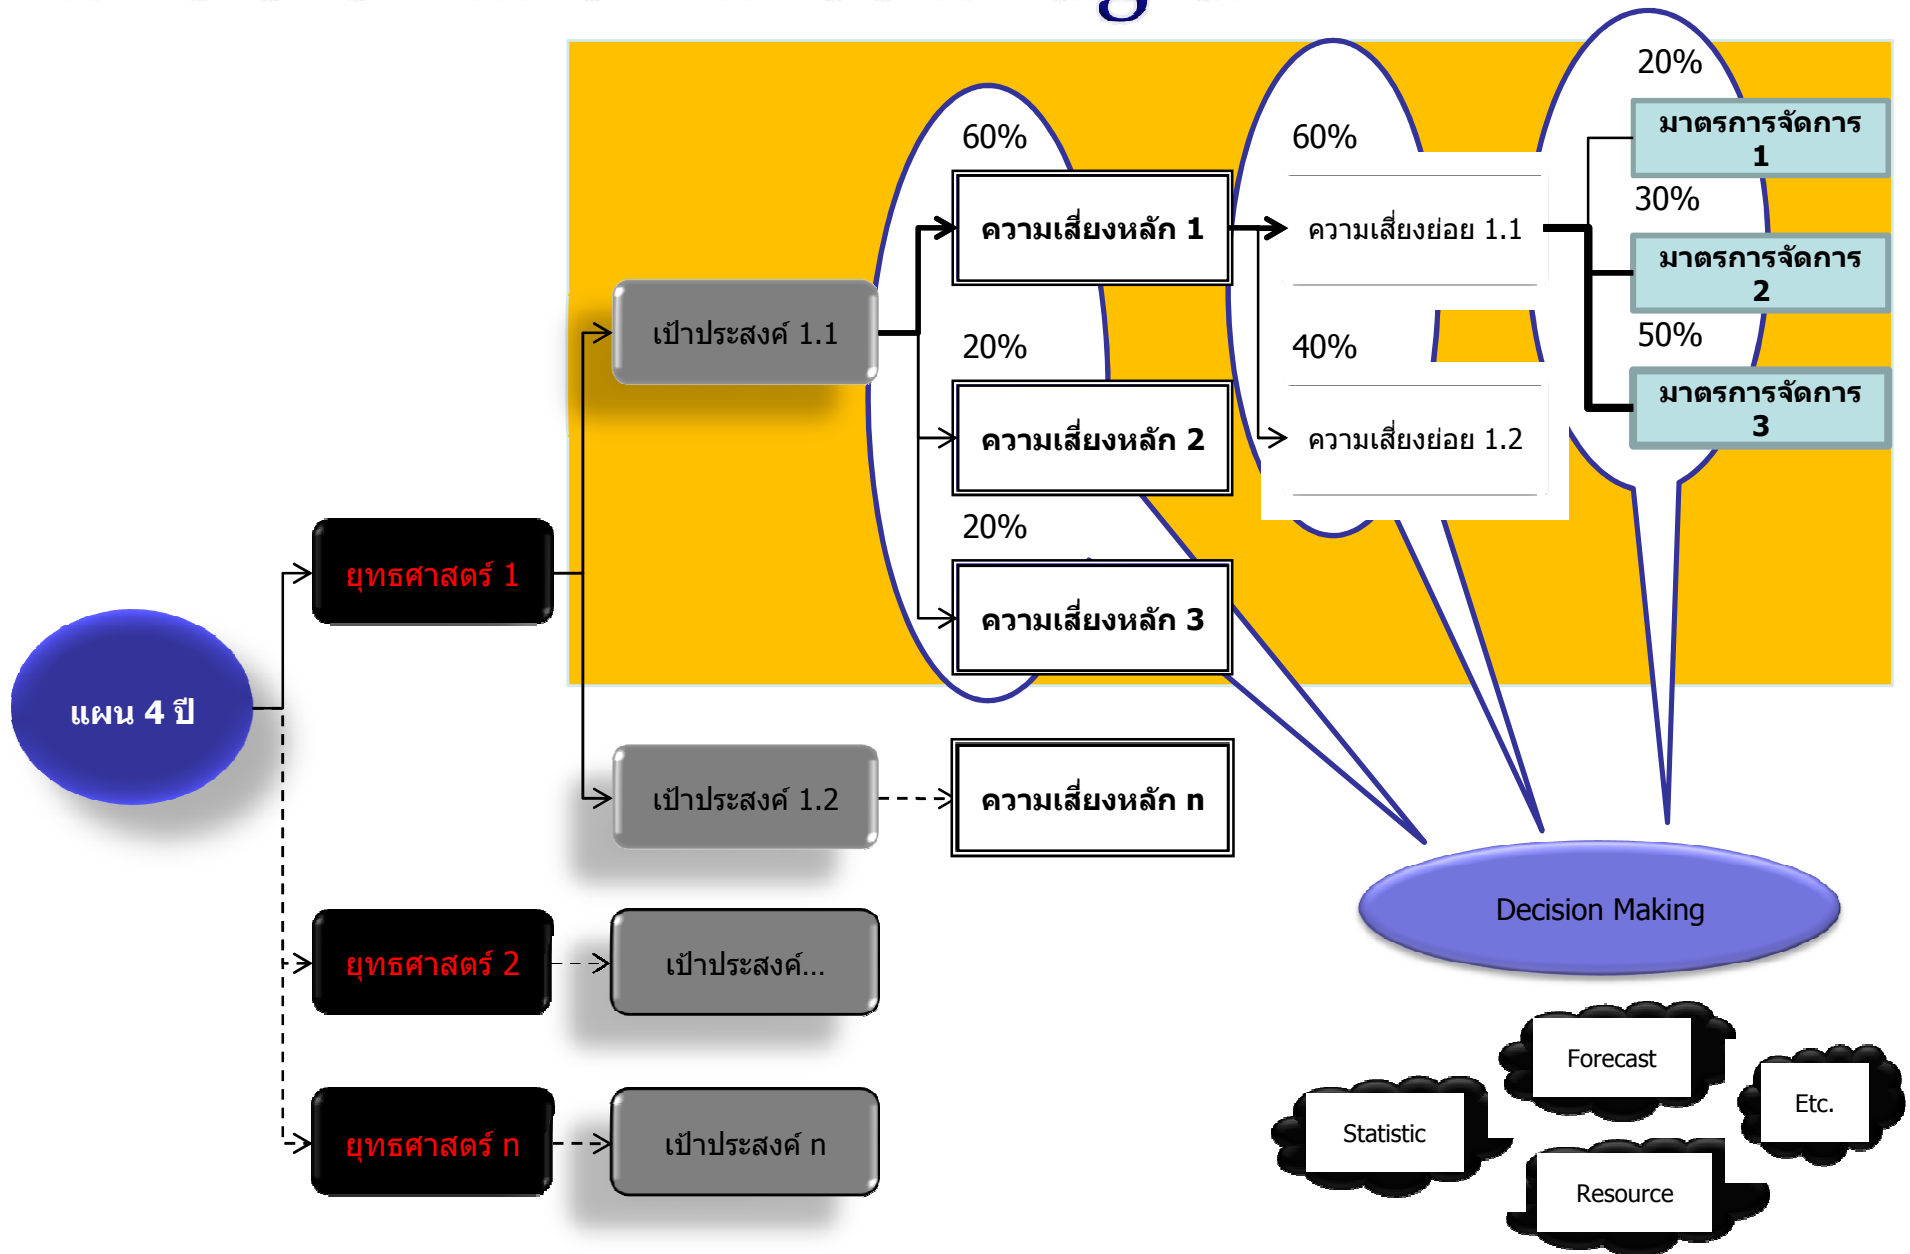 20%
มาตรการจัดการ
1
60%
60%
30%
ความเสี่ยงหลัก 1
ความเสี่ยงย่อย 1.1
มาตรการจัดการ
2
เป้าประสงค์ 1.1
20%
40%
50%
มาตรการจัดการ
3
ความเสี่ยงหลัก 2
ความเสี่ยงย่อย 1.2
20%
ยุทธศาสตร์ 1
ความเสี่ยงหลัก 3
แผน 4 ปี
เป้าประสงค์ 1.2
ความเสี่ยงหลัก n
Decision Making
ยุทธศาสตร์ 2
เป้าประสงค์...
Forecast
Etc.
Statistic
ยุทธศาสตร์ n
เป้าประสงค์ n
Resource